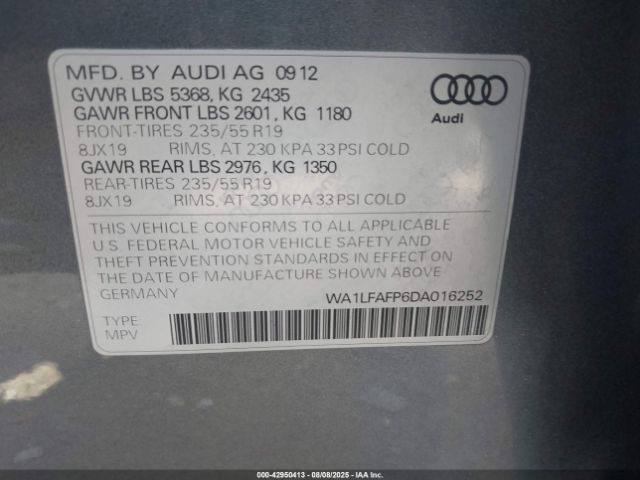 MFD. BY AUDI AG 09 12
GVWR LBS 5368, KG 2435
GAWR FRONT LBS 2601, KG 1180
FRONT-TIRES 235/55 R19
8JX19 RIMS, AT 230 KPA 33 PSI COLD
GAWR REAR LBS 2976, KG 1350
REAR-TIRES 235/55 R19
8JX19 RIMS, AT 230 KPA 33 PSI COLD
Audi
THIS VEHICLE CONFORMS TO ALL APPLICABLE
U.S. FEDERAL MOTOR VEHICLE SAFETY AND
THEFT PREVENTION STANDARDS IN EFFECT ON
THE DATE OF MANUFACTURE SHOWN ABOVE.
GERMANY
WA1LFAFP6DA016252
TYPE
MPV
000-42950413 - 08/08/2025 - IAAI.com